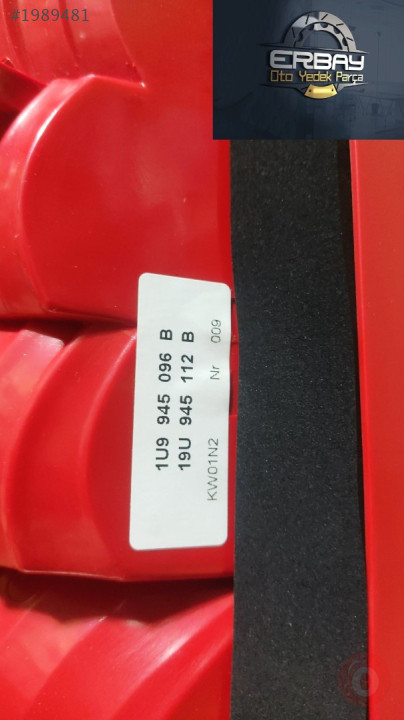 #1989481
ERBAY
Oto Yedek Parça
1U9 945 096 B
19U 945 112 B
KW01N2 Nr 009